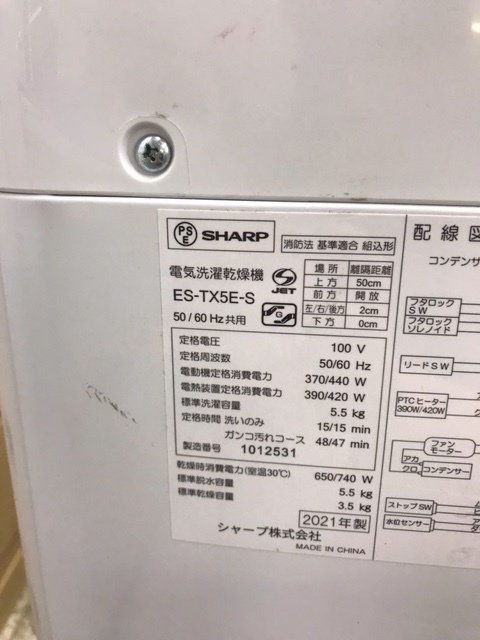 PSE SHARP
消防法 基準適合 組込形
電気洗濯乾燥機
JET
ES-TX5E-S
50/60Hz共用
G
場所 離隔距離
上方 50cm
前方 開放
左/右/後方 2cm
下方 0cm
定格電圧 100 V
定格周波数 50/60 Hz
電動機定格消費電力 370/440 W
電熱装置定格消費電力 390/420 W
標準洗濯容量 5.5 kg
定格時間 洗いのみ 15/15 min
ガンコ汚れコース 48/47 min
製造番号 1012531
乾燥時消費電力(室温30℃) 650/740 W
標準脱水容量 5.5 kg
標準乾燥容量 3.5 kg
2021年製
シャープ株式会社
MADE IN CHINA
配線図
コンデンサ
フタロック
SW
フタロック
ソレノイド
リードSW
PTCヒーター
390W/420W
ファン
モーター
アカ
クロ コンデンサー
ストップSW
水位センサー